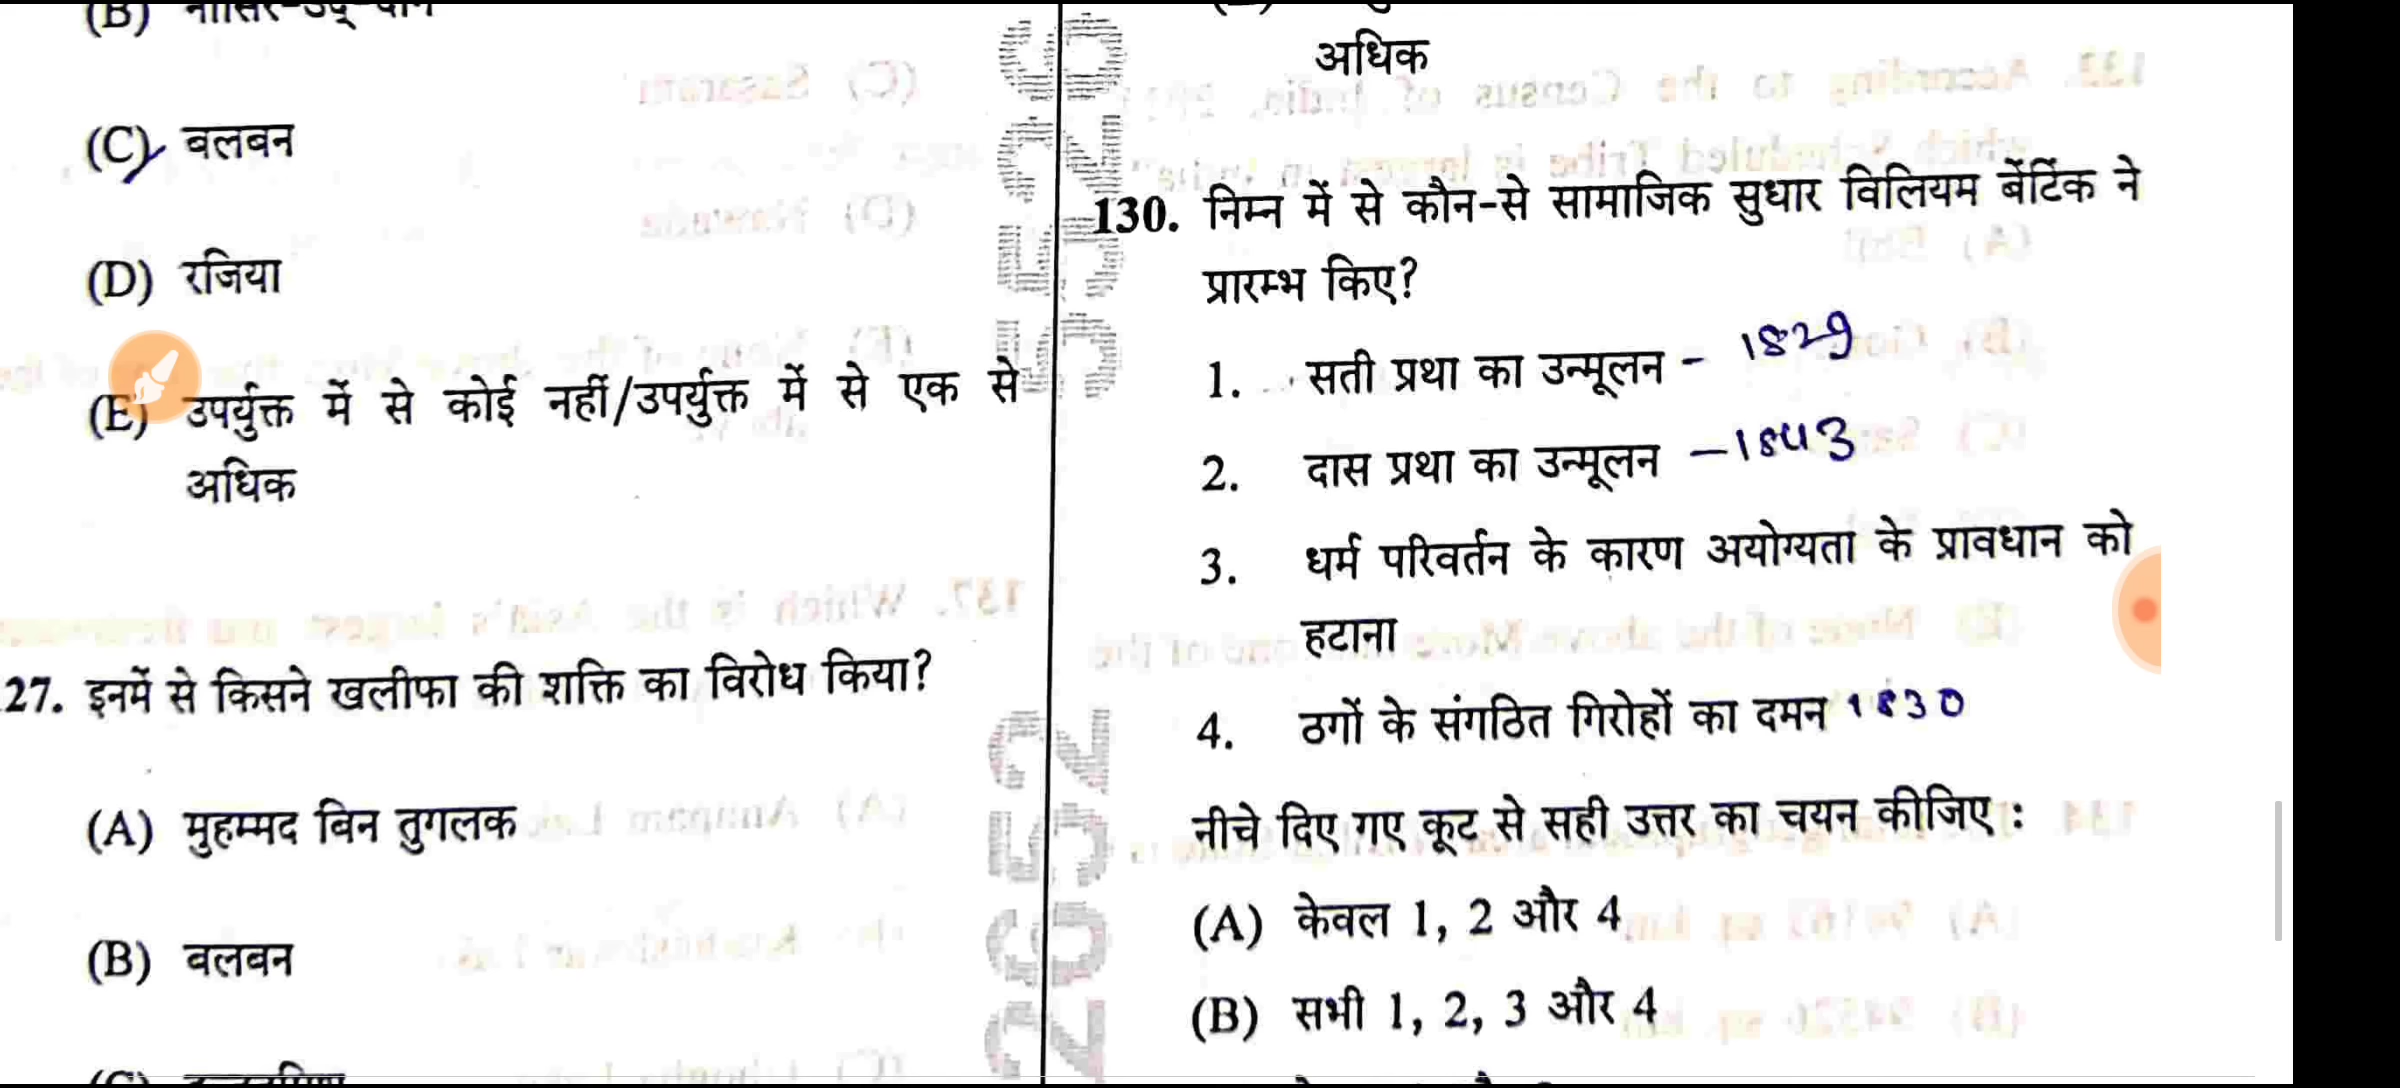 (C) वलबन
(D) रजिया
(E) उपर्युक्त में से कोई नहीं/उपर्युक्त में से एक से
अधिक
27. इनमें से किसने खलीफा की शक्ति का विरोध किया?
(A) मुहम्मद बिन तुगलक
(B) वलबन
अधिक
130. निम्न में से कौन-से सामाजिक सुधार विलियम बेंटिंक ने
प्रारम्भ किए?
1. सती प्रथा का उन्मूलन - 1829
2. दास प्रथा का उन्मूलन - 1843
3. धर्म परिवर्तन के कारण अयोग्यता के प्रावधान को
हटाना
4. ठगों के संगठित गिरोहों का दमन 1830
नीचे दिए गए कूट से सही उत्तर का चयन कीजिए :
(A) केवल 1, 2 और 4
(B) सभी 1, 2, 3 और 4